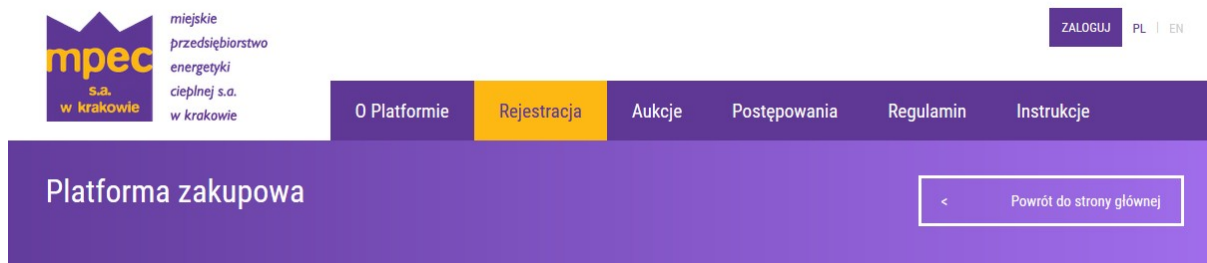 mpec
s.a.
w krakowie
miejskie
przedsiębiorstwo
energetyki
cieplnej s.a.
w krakowie
ZALOGUJ PL | EN
O Platformie Rejestracja Aukcje Postępowania Regulamin Instrukcje
Platforma zakupowa
< Powrót do strony głównej